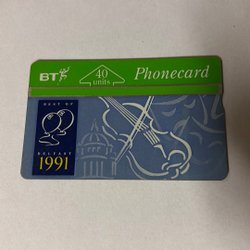 BT
40
units
Phonecard
BEST OF
BELFAST
1991